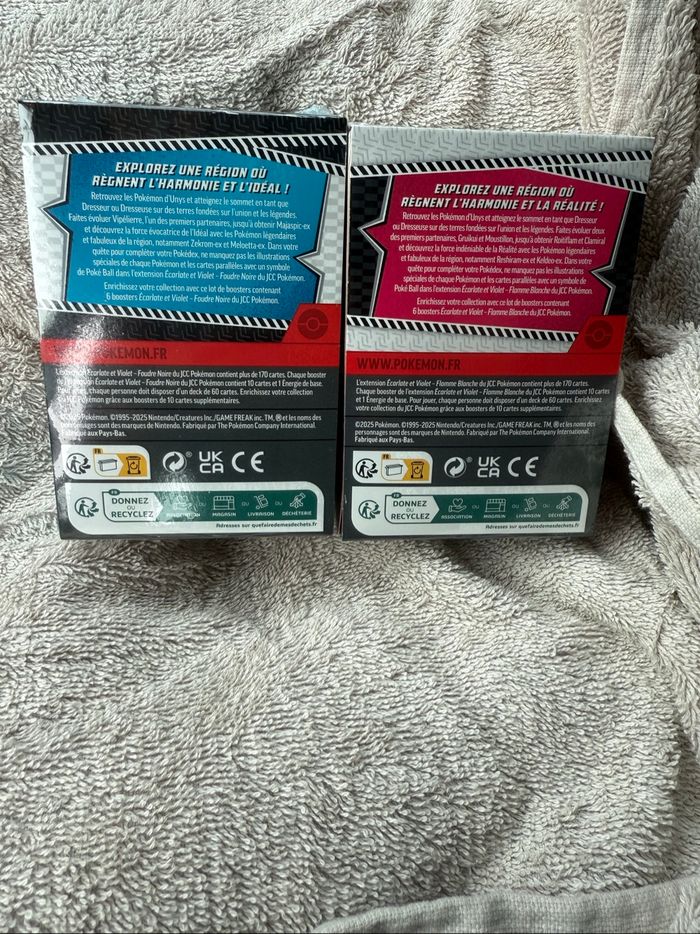 EXPLOREZ UNE RÉGION OÙ
RÈGNENT L'HARMONIE ET L'IDÉAL !
Retrouvez les Pokémon d'Unys et atteignez le sommet en tant que
Dresseur ou Dresseuse sur des terres fondées sur l'union et les légendes.
Faites évoluer Vipélierre, l'un des premiers partenaires, jusqu'à obtenir Majaspic-ex
et découvrez la force évocatrice de l'Idéal avec les Pokémon légendaires
et fabuleux de la région, notamment Zekrom-ex et Meloetta-ex. Dans votre
quête pour compléter votre Pokédex, ne manquez pas les illustrations
spéciales de chaque Pokémon et les cartes parallèles avec un symbole
de Poké Ball dans l'extension Écarlate et Violet – Foudre Noire du JCC Pokémon.
Enrichissez votre collection avec ce lot de boosters contenant
6 boosters Écarlate et Violet – Foudre Noire du JCC Pokémon.
POKEMON.FR
L'extension Écarlate et Violet – Foudre Noire du JCC Pokémon contient plus de 170 cartes. Chaque booster
de l'extension Écarlate et Violet – Foudre Noire du JCC Pokémon contient 10 cartes et 1 Énergie de base.
Pour jouer, chaque personne doit disposer d'un deck de 60 cartes. Enrichissez votre collection
du JCC Pokémon grâce aux boosters de 10 cartes supplémentaires.
©2025 Pokémon. ©1995-2025 Nintendo/Creatures Inc./GAME FREAK inc. TM, ® et les noms des
personnages sont des marques de Nintendo. Fabriqué par The Pokémon Company International.
Fabriqué aux Pays-Bas.
FR
UK
CA CE
FR
DONNEZ
OU
RECYCLEZ
ASSOCIATION OU MAGASIN OU LIVRAISON OU DÉCHÈTERIE
Adresses sur quefairedemesdechets.fr
EXPLOREZ UNE RÉGION OÙ
RÈGNENT L'HARMONIE ET LA RÉALITÉ !
Retrouvez les Pokémon d'Unys et atteignez le sommet en tant que Dresseur
ou Dresseuse sur des terres fondées sur l'union et les légendes. Faites évoluer deux
des premiers partenaires, Gruikui et Moustillon, jusqu'à obtenir Roitiflam et Clamiral
et découvrez la force indéniable de la Réalité avec les Pokémon légendaires
et fabuleux de la région, notamment Reshiram-ex et Keldeo-ex. Dans votre
quête pour compléter votre Pokédex, ne manquez pas les illustrations
spéciales de chaque Pokémon et les cartes parallèles avec un symbole de
Poké Ball dans l'extension Écarlate et Violet – Flamme Blanche du JCC Pokémon.
Enrichissez votre collection avec ce lot de boosters contenant
6 boosters Écarlate et Violet – Flamme Blanche du JCC Pokémon.
WWW.POKEMON.FR
L'extension Écarlate et Violet – Flamme Blanche du JCC Pokémon contient plus de 170 cartes.
Chaque booster de l'extension Écarlate et Violet – Flamme Blanche du JCC Pokémon contient 10 cartes
et 1 Énergie de base. Pour jouer, chaque personne doit disposer d'un deck de 60 cartes. Enrichissez
votre collection du JCC Pokémon grâce aux boosters de 10 cartes supplémentaires.
©2025 Pokémon. ©1995-2025 Nintendo/Creatures Inc./GAME FREAK inc. TM, ® et les noms des
personnages sont des marques de Nintendo. Fabriqué par The Pokémon Company International.
Fabriqué aux Pays-Bas.
FR
UK
CA CE
FR
DONNEZ
OU
RECYCLEZ
ASSOCIATION OU MAGASIN OU LIVRAISON OU DÉCHÈTERIE
Adresses sur quefairedemesdechets.fr